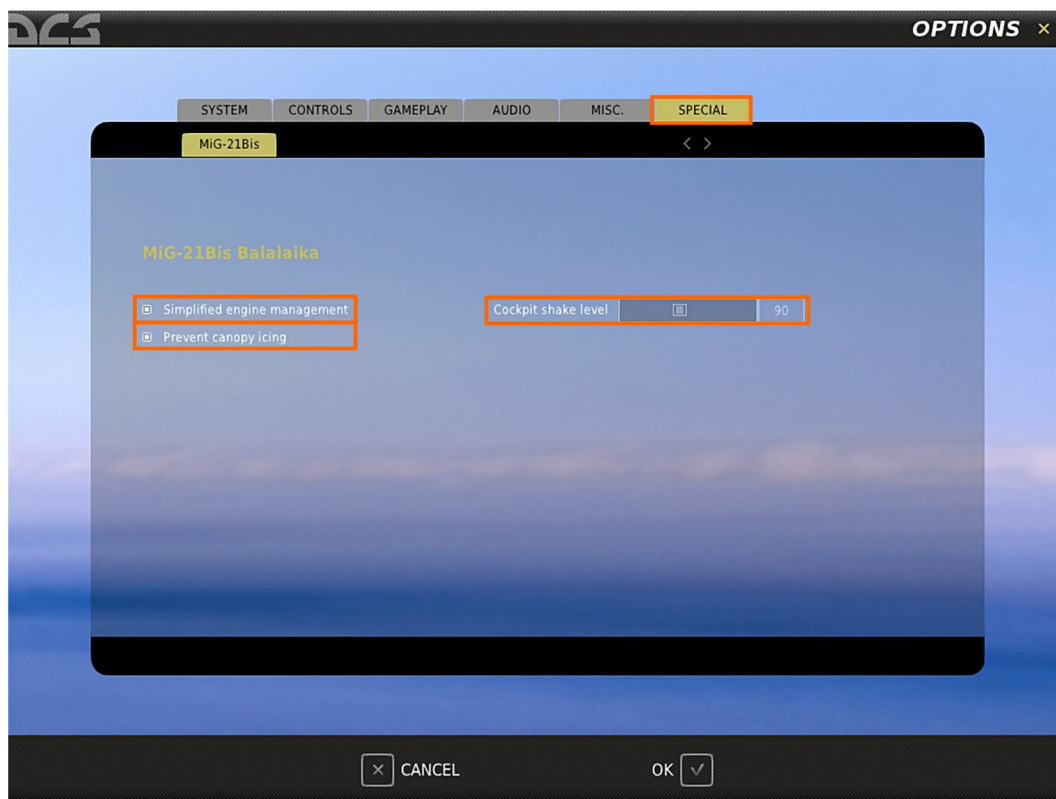 DCS
OPTIONS
SYSTEM CONTROLS GAMEPLAY AUDIO MISC. SPECIAL
MiG-21Bis
MiG-21Bis Balalaika
Simplified engine management
Cockpit shake level 90
Prevent canopy icing
CANCEL OK